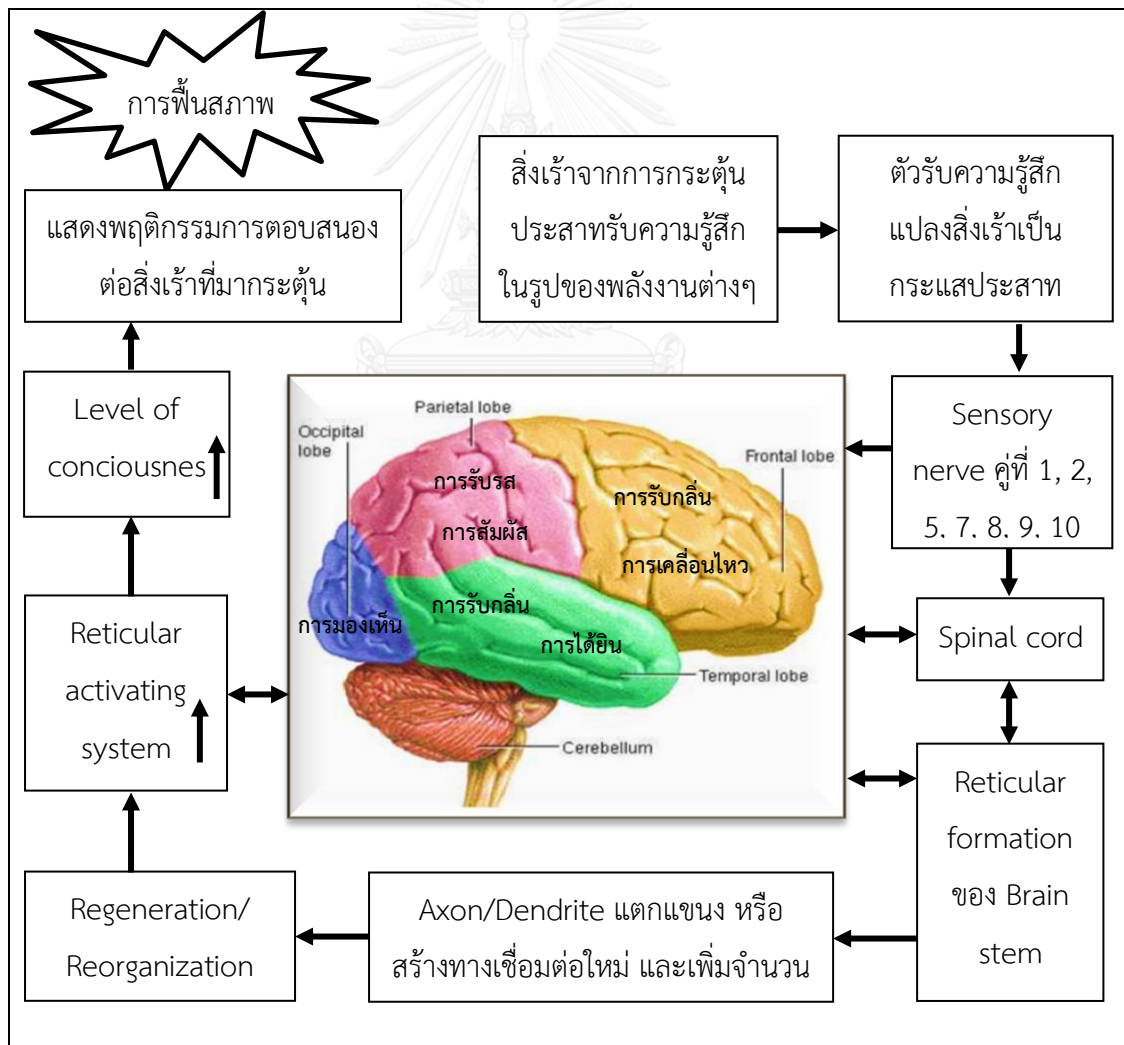 การฟื้นสภาพ
แสดงพฤติกรรมการตอบสนอง
ต่อสิ่งเร้าที่มากระตุ้น
สิ่งเร้าจากการกระตุ้น
ประสาทรับความรู้สึก
ในรูปของพลังงานต่างๆ
ตัวรับความรู้สึก
แปลงสิ่งเร้าเป็น
กระแสประสาท
Level of
conciousnes
Parietal lobe
Occipital
lobe
Frontal lobe
การรับรส
การสัมผัส
การรับกลิ่น
การเคลื่อนไหว
การรับกลิ่น
การมองเห็น
การได้ยิน
Temporal lobe
Cerebellum
Sensory
nerve คู่ที่ 1, 2,
5, 7, 8, 9, 10
Spinal cord
Reticular
activating
system
Reticular
formation
ของ Brain
stem
Axon/Dendrite แตกแขนง หรือ
สร้างทางเชื่อมต่อใหม่ และเพิ่มจำนวน
Regeneration/
Reorganization